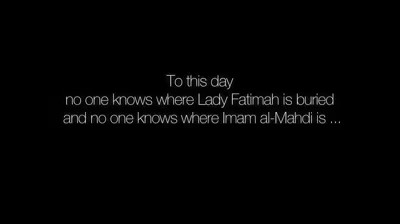 To this day
no one knows where Lady Fatimah is buried
and no one knows where Imam al-Mahdi is ...